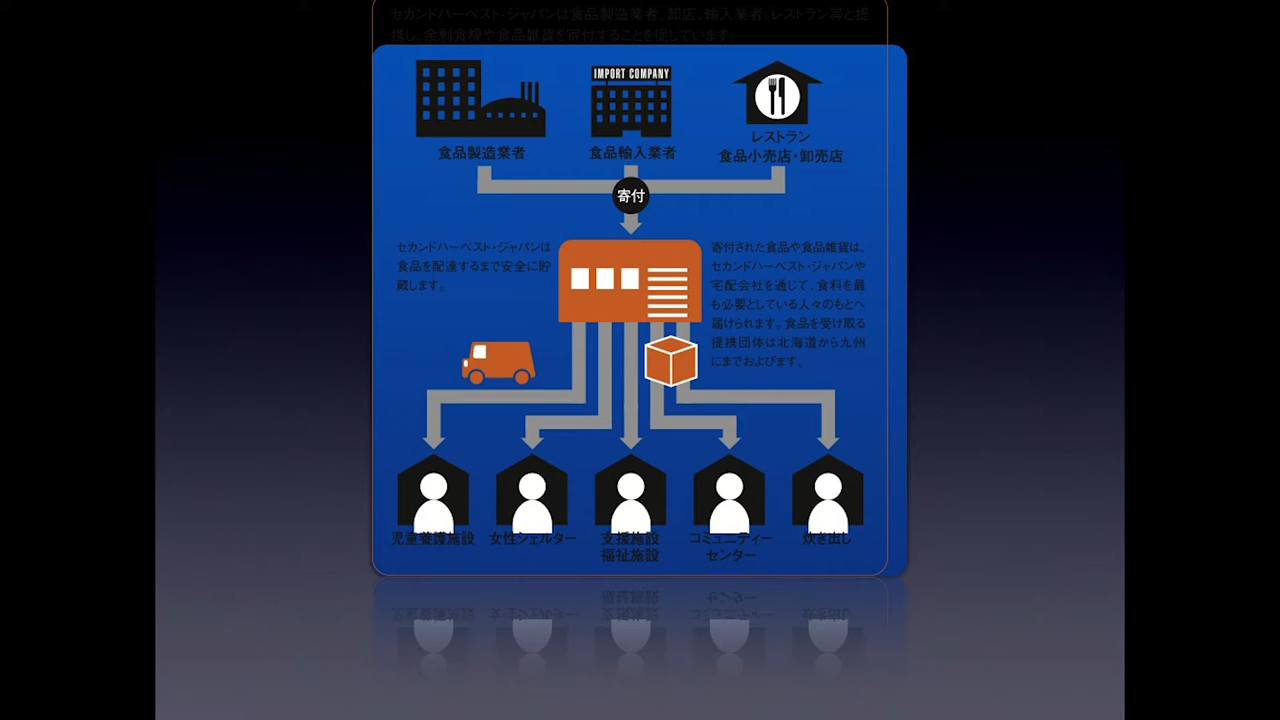 セカンドハーベスト・ジャパンは食品製造業者、卸店、輸入業者、レストラン等と提
携し、余剰食糧や食品雑貨を寄付することを促しています。
IMPORT COMPANY
食品製造業者
食品輸入業者
レストラン
食品小売店・卸売店
寄付
セカンドハーベスト・ジャパンは
食品を配達するまで安全に貯
蔵します。
寄付された食品や食品雑貨は、
セカンドハーベスト・ジャパンや
宅配会社を通じて、食料を最
も必要としている人々のもとへ
届けられます。食品を受け取る
提携団体は北海道から九州
にまでおよびます。
児童養護施設
女性シェルター
支援施設
福祉施設
コミュニティー
センター
炊き出し